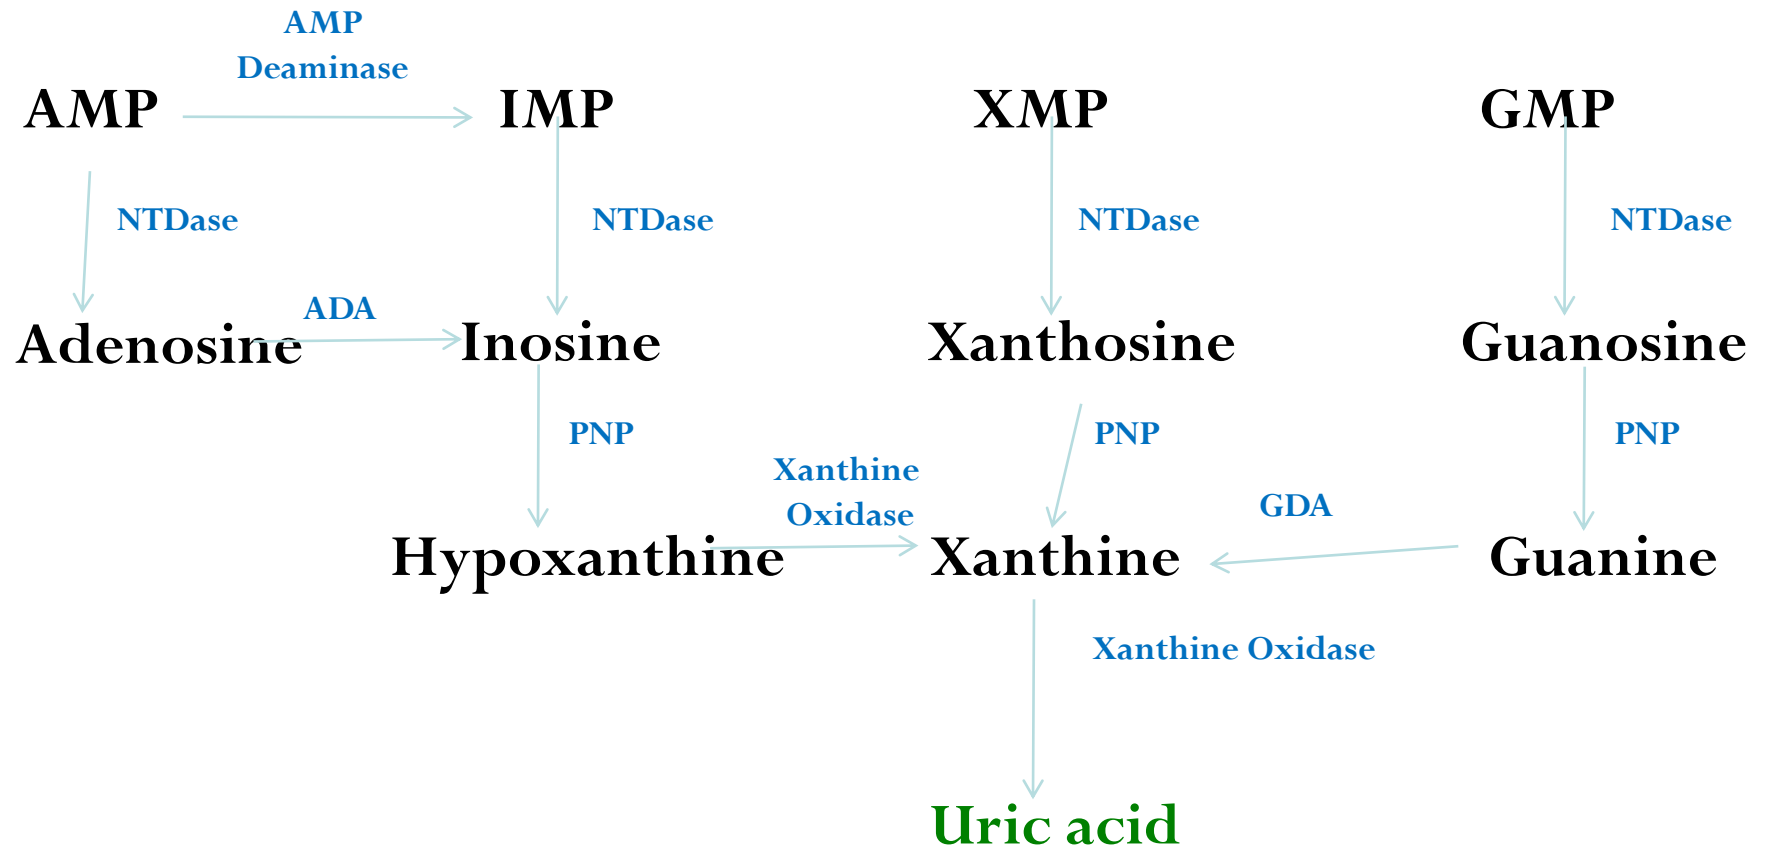 AMP
Deaminase
AMP
IMP
XMP
GMP
NTDase
NTDase
NTDase
NTDase
ADA
Adenosine
Inosine
Xanthosine
Guanosine
PNP
PNP
PNP
Xanthine
Oxidase
GDA
Hypoxanthine
Xanthine
Guanine
Xanthine Oxidase
Uric acid